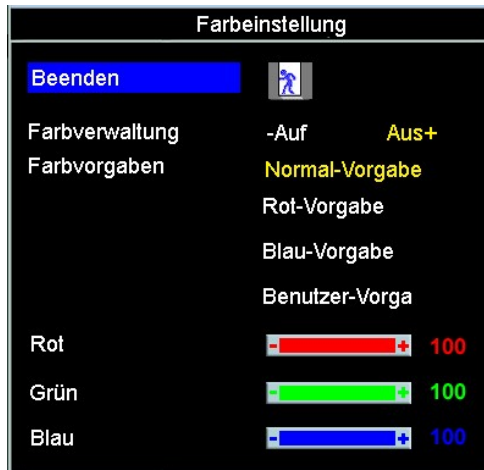 Farbeinstellung
Beenden
Farbverwaltung -Auf Aus+
Farbvorgaben Normal-Vorgabe
Rot-Vorgabe
Blau-Vorgabe
Benutzer-Vorga
Rot - + 100
Grün - + 100
Blau - + 100